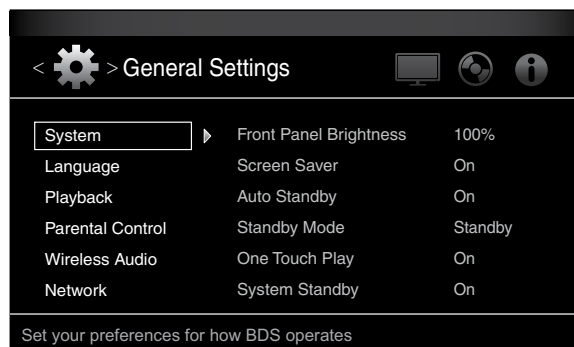 < > General Settings
System Front Panel Brightness 100%
Language Screen Saver On
Playback Auto Standby On
Parental Control Standby Mode Standby
Wireless Audio One Touch Play On
Network System Standby On
Set your preferences for how BDS operates